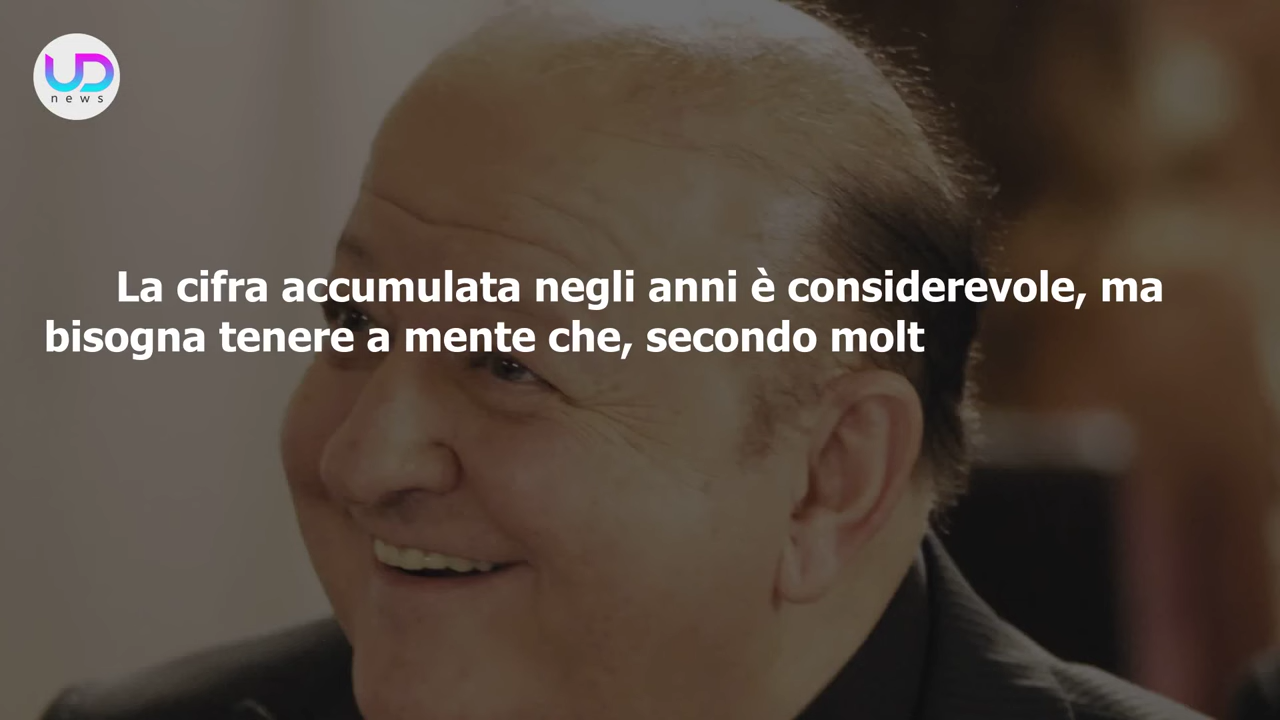 UD
news
La cifra accumulata negli anni è considerevole, ma
bisogna tenere a mente che, secondo molt